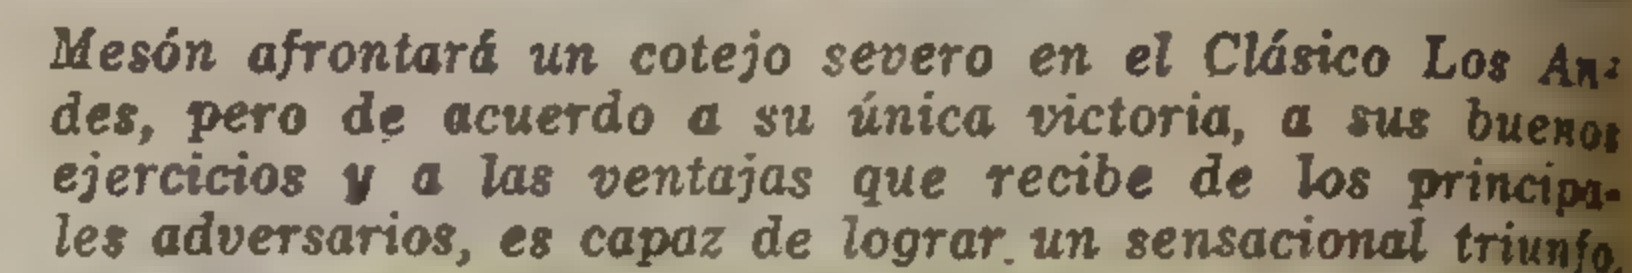 Mesón afrontará un cotejo severo en el Clásico Los An-
des, pero de acuerdo a su única victoria, a sus buenos
ejercicios y a las ventajas que recibe de los principa-
les adversarios, es capaz de lograr un sensacional triunfo.